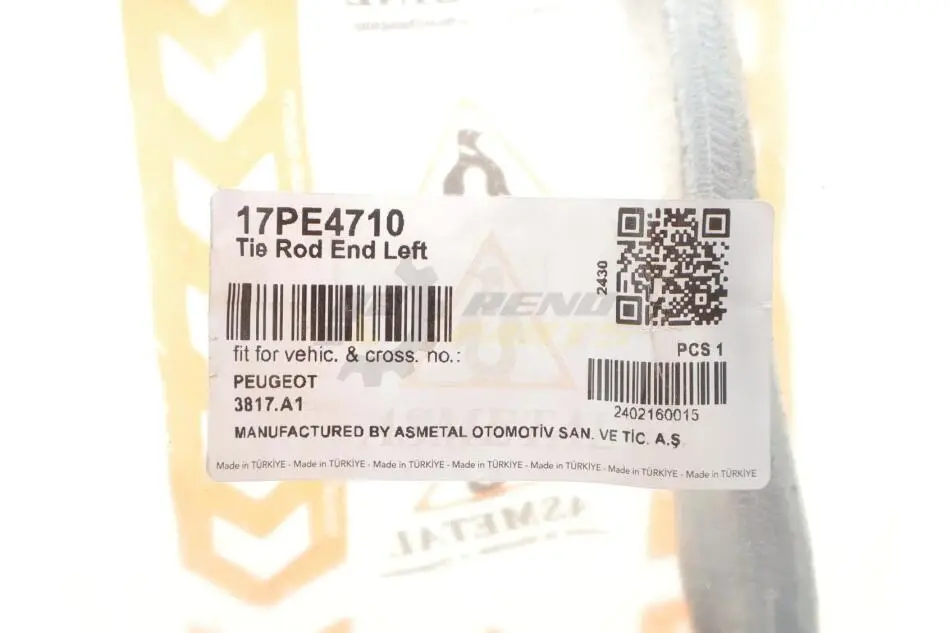 17PE4710
Tie Rod End Left
2430
fit for vehic. & cross. no.:
PCS 1
PEUGEOT
3817.A1
2402160015
MANUFACTURED BY ASMETAL OTOMOTİV SAN. VE TİC. A.Ş
Made in TÜRKİYE - Made in TÜRKİYE - Made in TÜRKİYE - Made in TÜRKİYE - Made in TÜRKİYE - Made in TÜRKİYE - Made in TÜRKİYE
ASMETAL